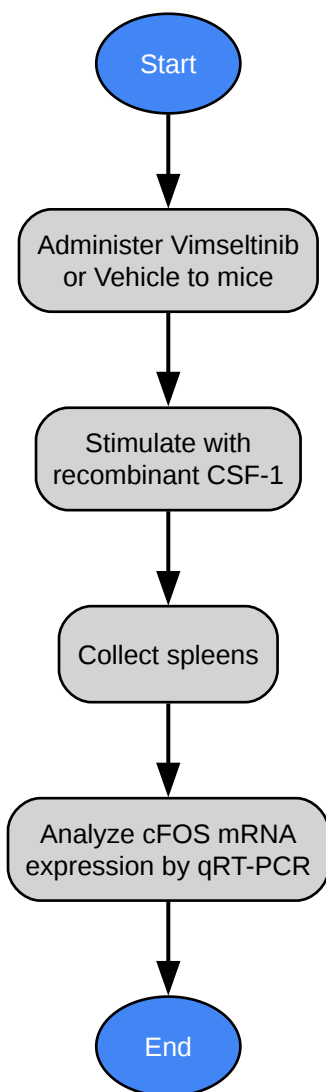 Start
Administer Vimseltinib
or Vehicle to mice
Stimulate with
recombinant CSF-1
Collect spleens
Analyze cFOS mRNA
expression by qRT-PCR
End